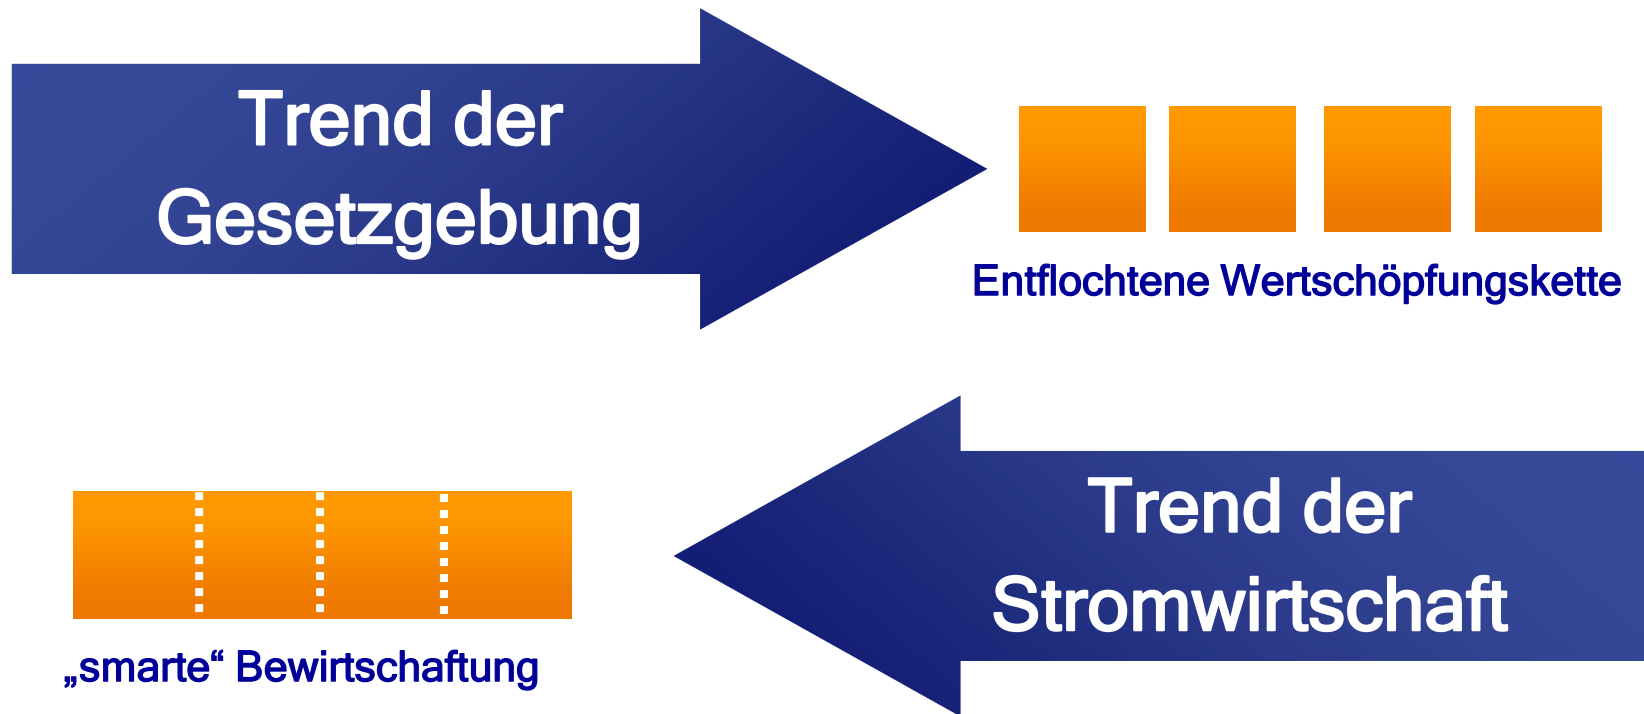 Trend der
Gesetzgebung
Entflochtene Wertschöpfungskette
Trend der
Stromwirtschaft
„smarte“ Bewirtschaftung